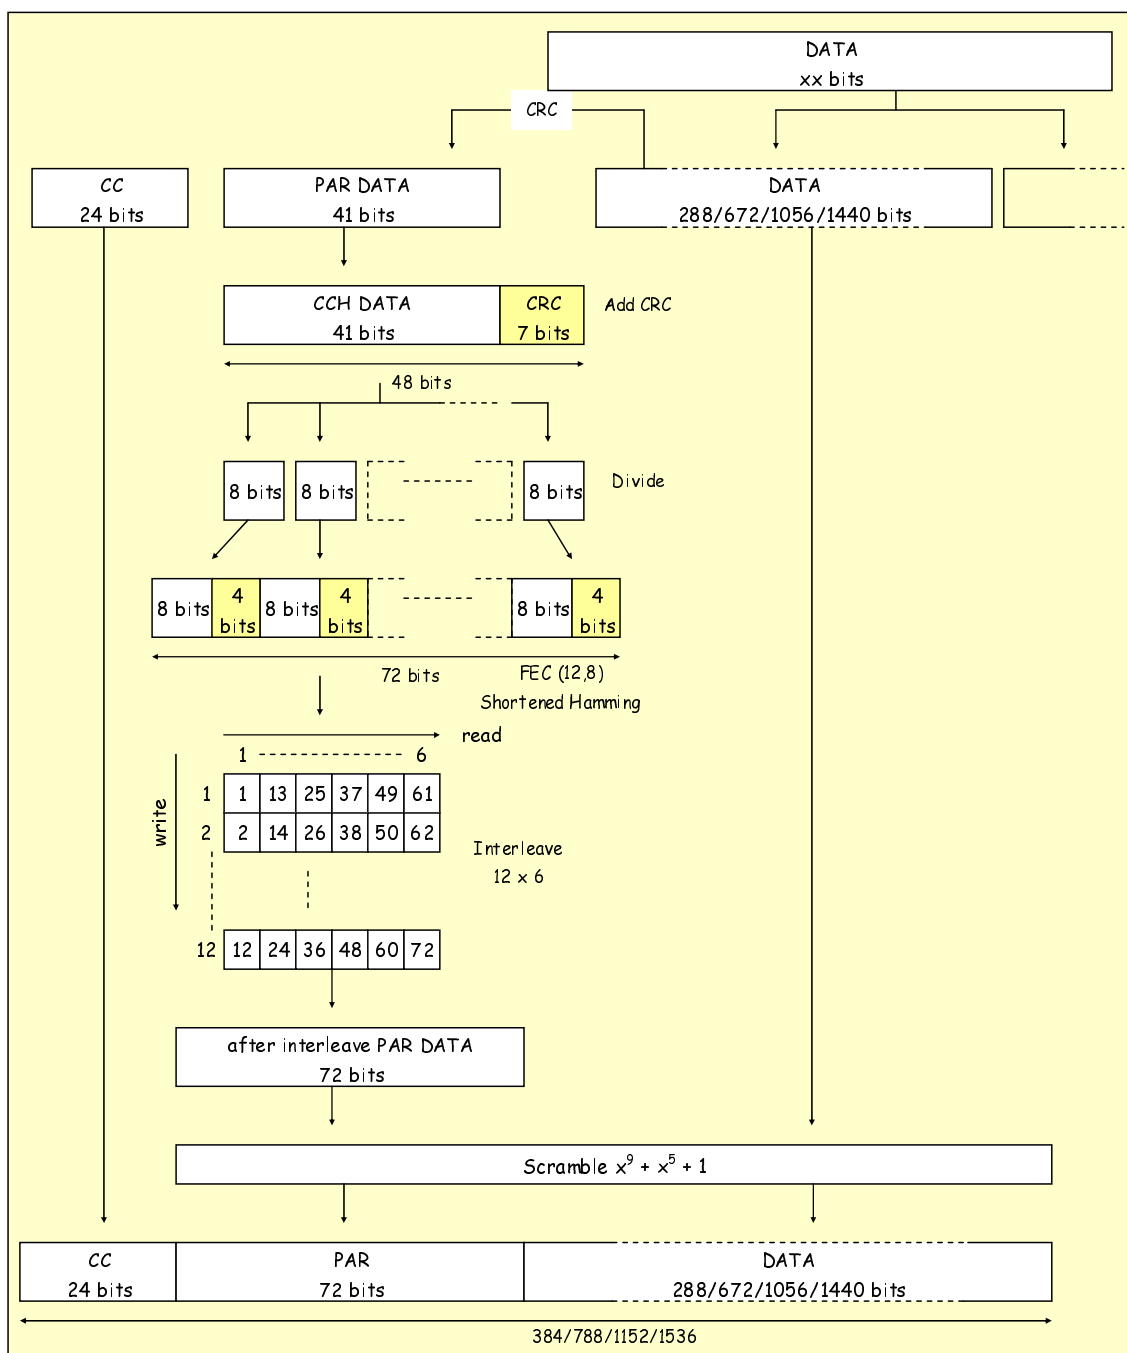 DATA
xx bits
CRC
CC
24 bits
PAR DATA
41 bits
DATA
288/672/1056/1440 bits
CCH DATA
41 bits
CRC
7 bits
Add CRC
48 bits
8 bits
8 bits
8 bits
Divide
8 bits
4
bits
8 bits
4
bits
8 bits
4
bits
72 bits
FEC (12,8)
Shortened Hamming
read
1
6
write
1
1 13 25 37 49 61
2
2 14 26 38 50 62
Interleave
12 x 6
12
12 24 36 48 60 72
after interleave PAR DATA
72 bits
Scramble x⁹ + x⁵ + 1
CC
24 bits
PAR
72 bits
DATA
288/672/1056/1440 bits
384/788/1152/1536